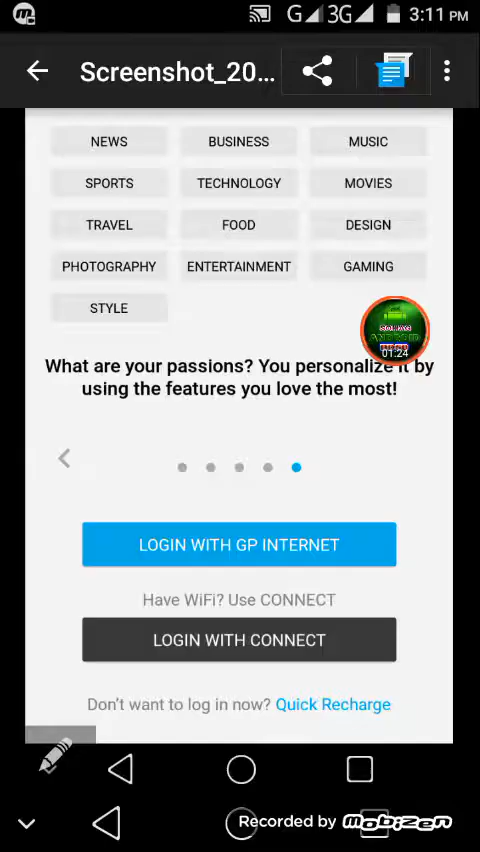 G 3G 3:11 PM
Screenshot_20...
NEWS BUSINESS MUSIC
SPORTS TECHNOLOGY MOVIES
TRAVEL FOOD DESIGN
PHOTOGRAPHY ENTERTAINMENT GAMING
STYLE
ANDROID
01:24
What are your passions? You personalize it by
using the features you love the most!
LOGIN WITH GP INTERNET
Have WiFi? Use CONNECT
LOGIN WITH CONNECT
Don't want to log in now? Quick Recharge
Recorded by Mobizen